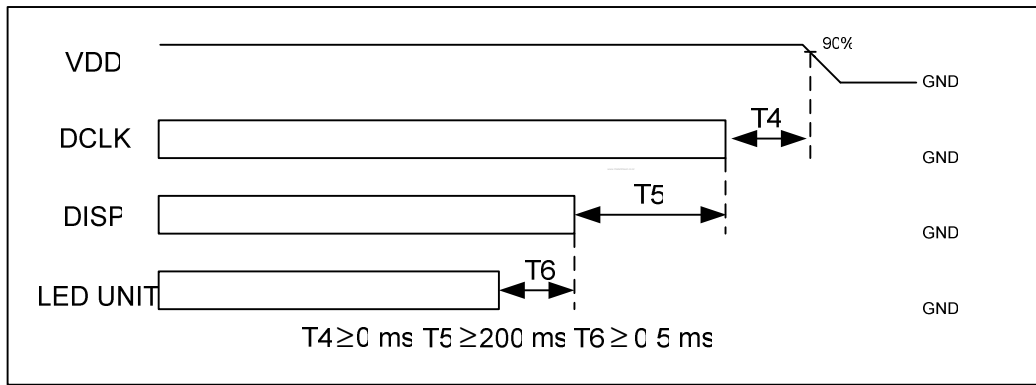 VDD
90%
GND
DCLK
T4
GND
DISP
T5
GND
LED UNIT
T6
GND
T4≥0 ms T5≥200 ms T6≥0 5 ms